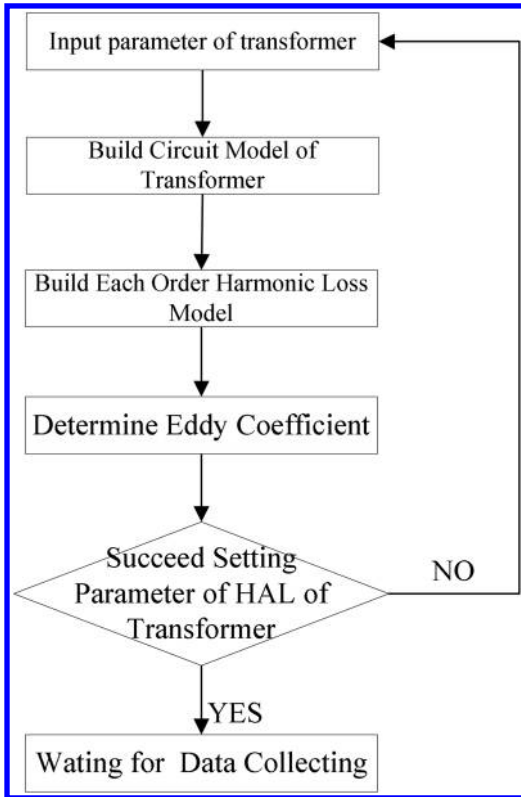 Input parameter of transformer
Build Circuit Model of
Transformer
Build Each Order Harmonic Loss
Model
Determine Eddy Coefficient
Succeed Setting
Parameter of HAL of
Transformer
NO
YES
Wating for Data Collecting